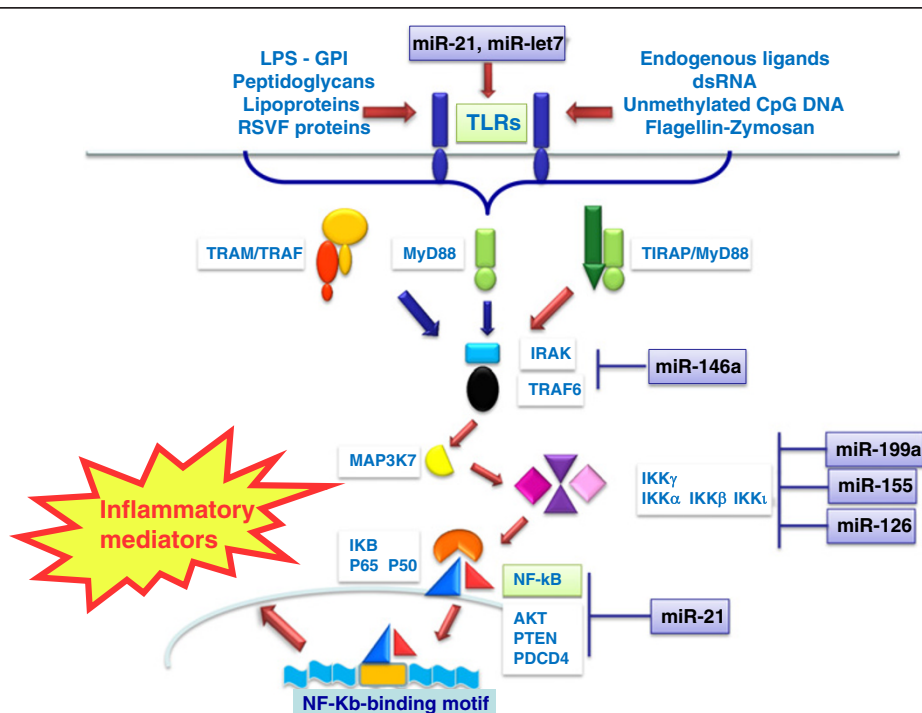 miR-21, miR-let7
LPS - GPI
Peptidoglycans
Lipoproteins
RSVF proteins
TLRs
Endogenous ligands
dsRNA
Unmethylated CpG DNA
Flagellin-Zymosan
TRAM/TRAF
MyD88
TIRAP/MyD88
IRAK
TRAF6
miR-146a
MAP3K7
IKKγ
IKKα IKKβ IKKι
miR-199a
miR-155
miR-126
Inflammatory
mediators
IKB
P65 P50
NF-kB
AKT
PTEN
PDCD4
miR-21
NF-Kb-binding motif